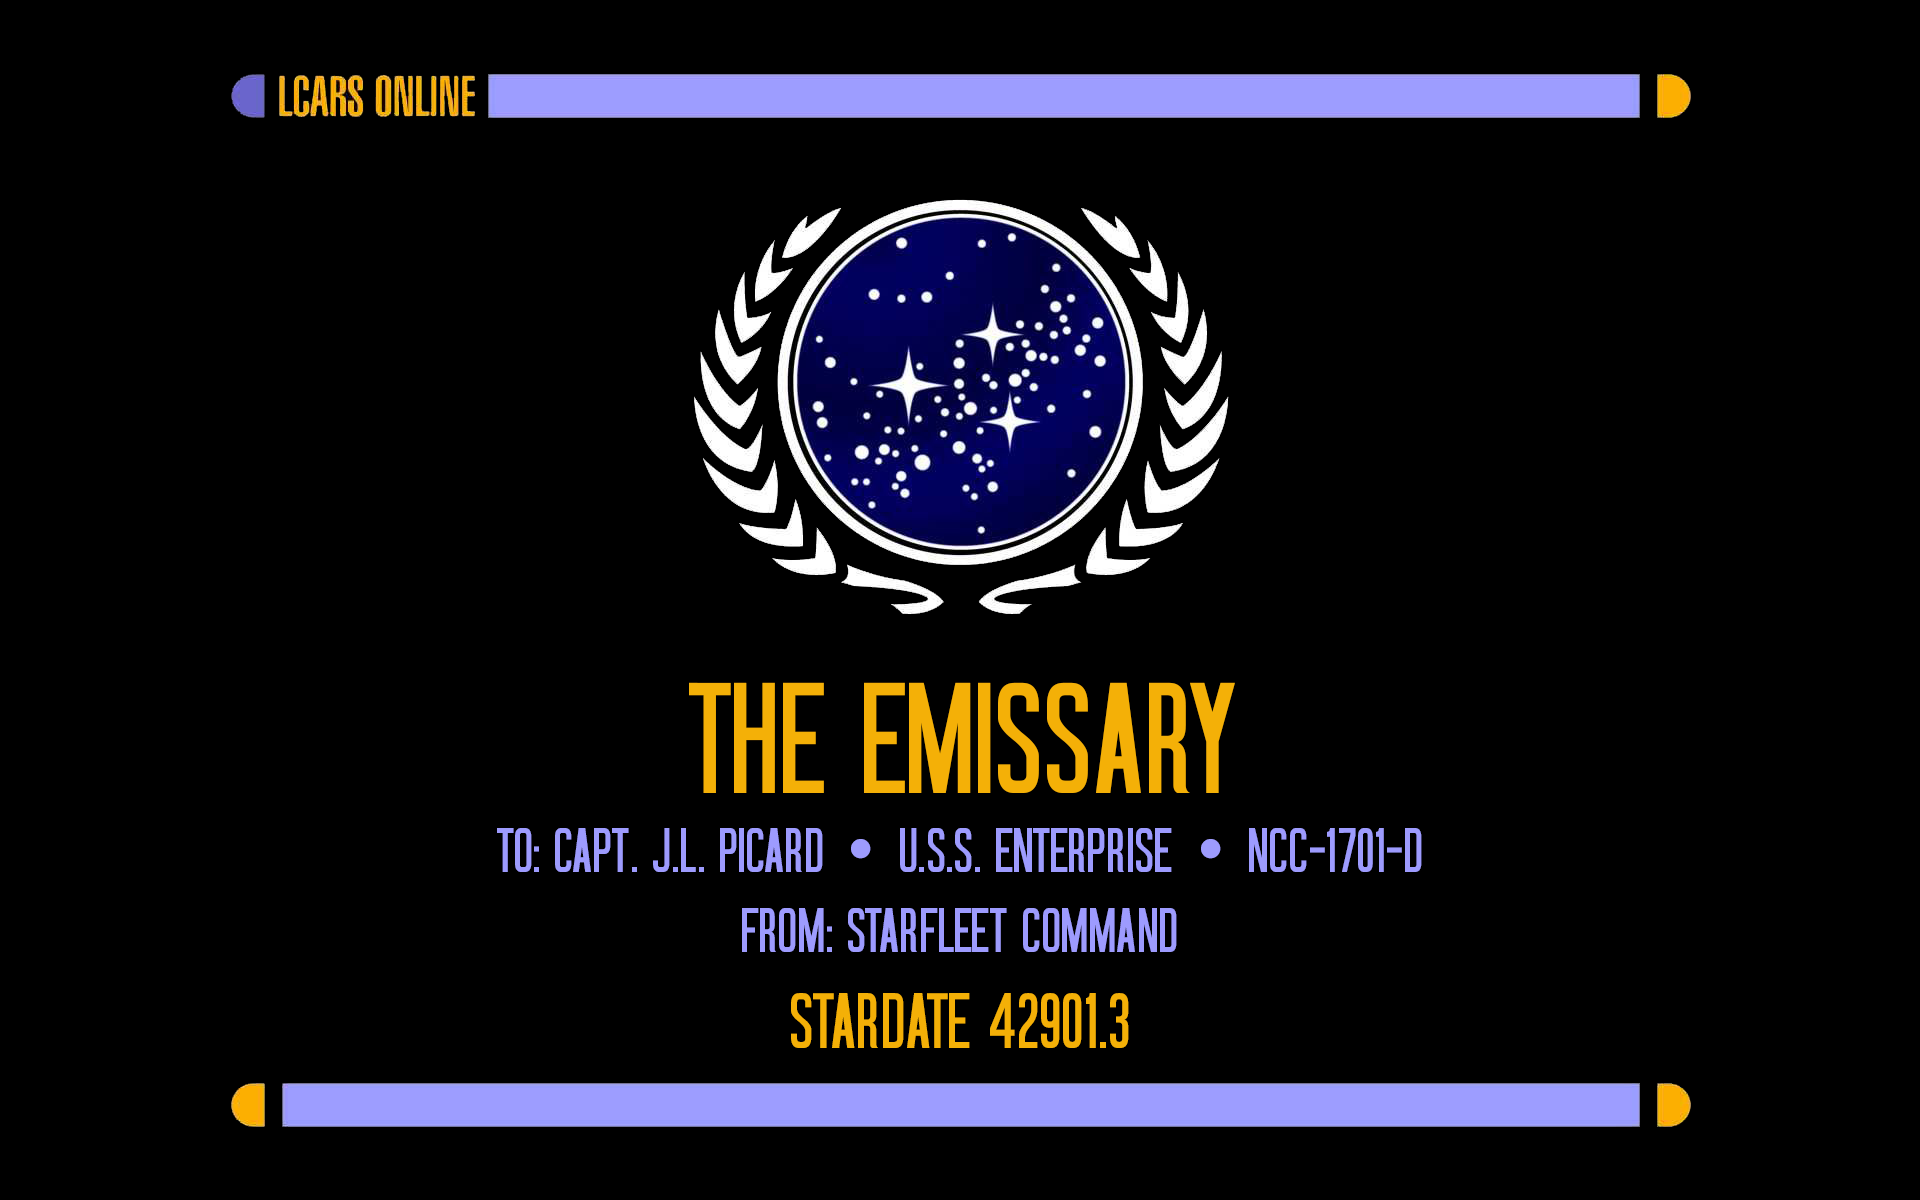 LCARS ONLINE
THE EMISSARY
TO: CAPT. J.L. PICARD • U.S.S. ENTERPRISE • NCC-1701-D
FROM: STARFLEET COMMAND
STARDATE 42901.3